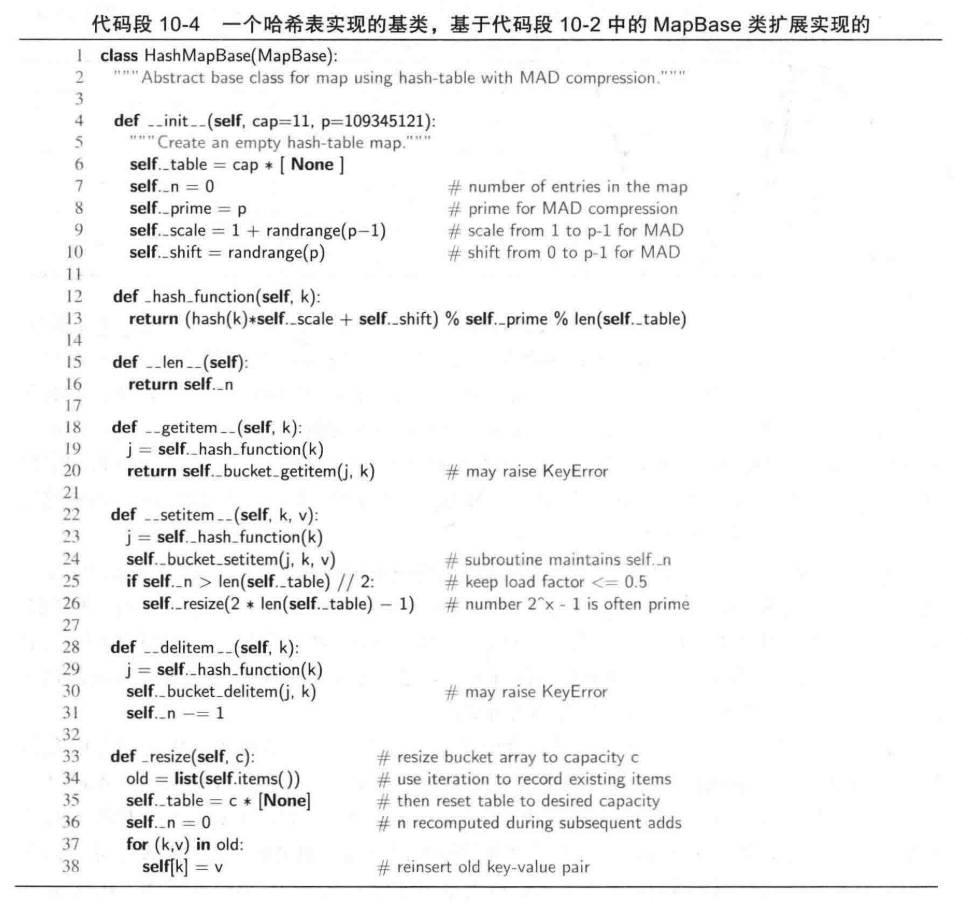 代码段 10-4 一个哈希表实现的基类，基于代码段 10-2 中的 MapBase 类扩展实现的
1 class HashMapBase(MapBase):
2 """Abstract base class for map using hash-table with MAD compression."""
3
4 def __init__(self, cap=11, p=109345121):
5 """Create an empty hash-table map."""
6 self._table = cap * [ None ]
7 self._n = 0 # number of entries in the map
8 self._prime = p # prime for MAD compression
9 self._scale = 1 + randrange(p−1) # scale from 1 to p-1 for MAD
10 self._shift = randrange(p) # shift from 0 to p-1 for MAD
11
12 def _hash_function(self, k):
13 return (hash(k)*self._scale + self._shift) % self._prime % len(self._table)
14
15 def __len__(self):
16 return self._n
17
18 def __getitem__(self, k):
19 j = self._hash_function(k)
20 return self._bucket_getitem(j, k) # may raise KeyError
21
22 def __setitem__(self, k, v):
23 j = self._hash_function(k)
24 self._bucket_setitem(j, k, v) # subroutine maintains self._n
25 if self._n > len(self._table) // 2: # keep load factor <= 0.5
26 self._resize(2 * len(self._table) − 1) # number 2^x - 1 is often prime
27
28 def __delitem__(self, k):
29 j = self._hash_function(k)
30 self._bucket_delitem(j, k) # may raise KeyError
31 self._n −= 1
32
33 def _resize(self, c): # resize bucket array to capacity c
34 old = list(self.items( )) # use iteration to record existing items
35 self._table = c * [None] # then reset table to desired capacity
36 self._n = 0 # n recomputed during subsequent adds
37 for (k,v) in old:
38 self[k] = v # reinsert old key-value pair